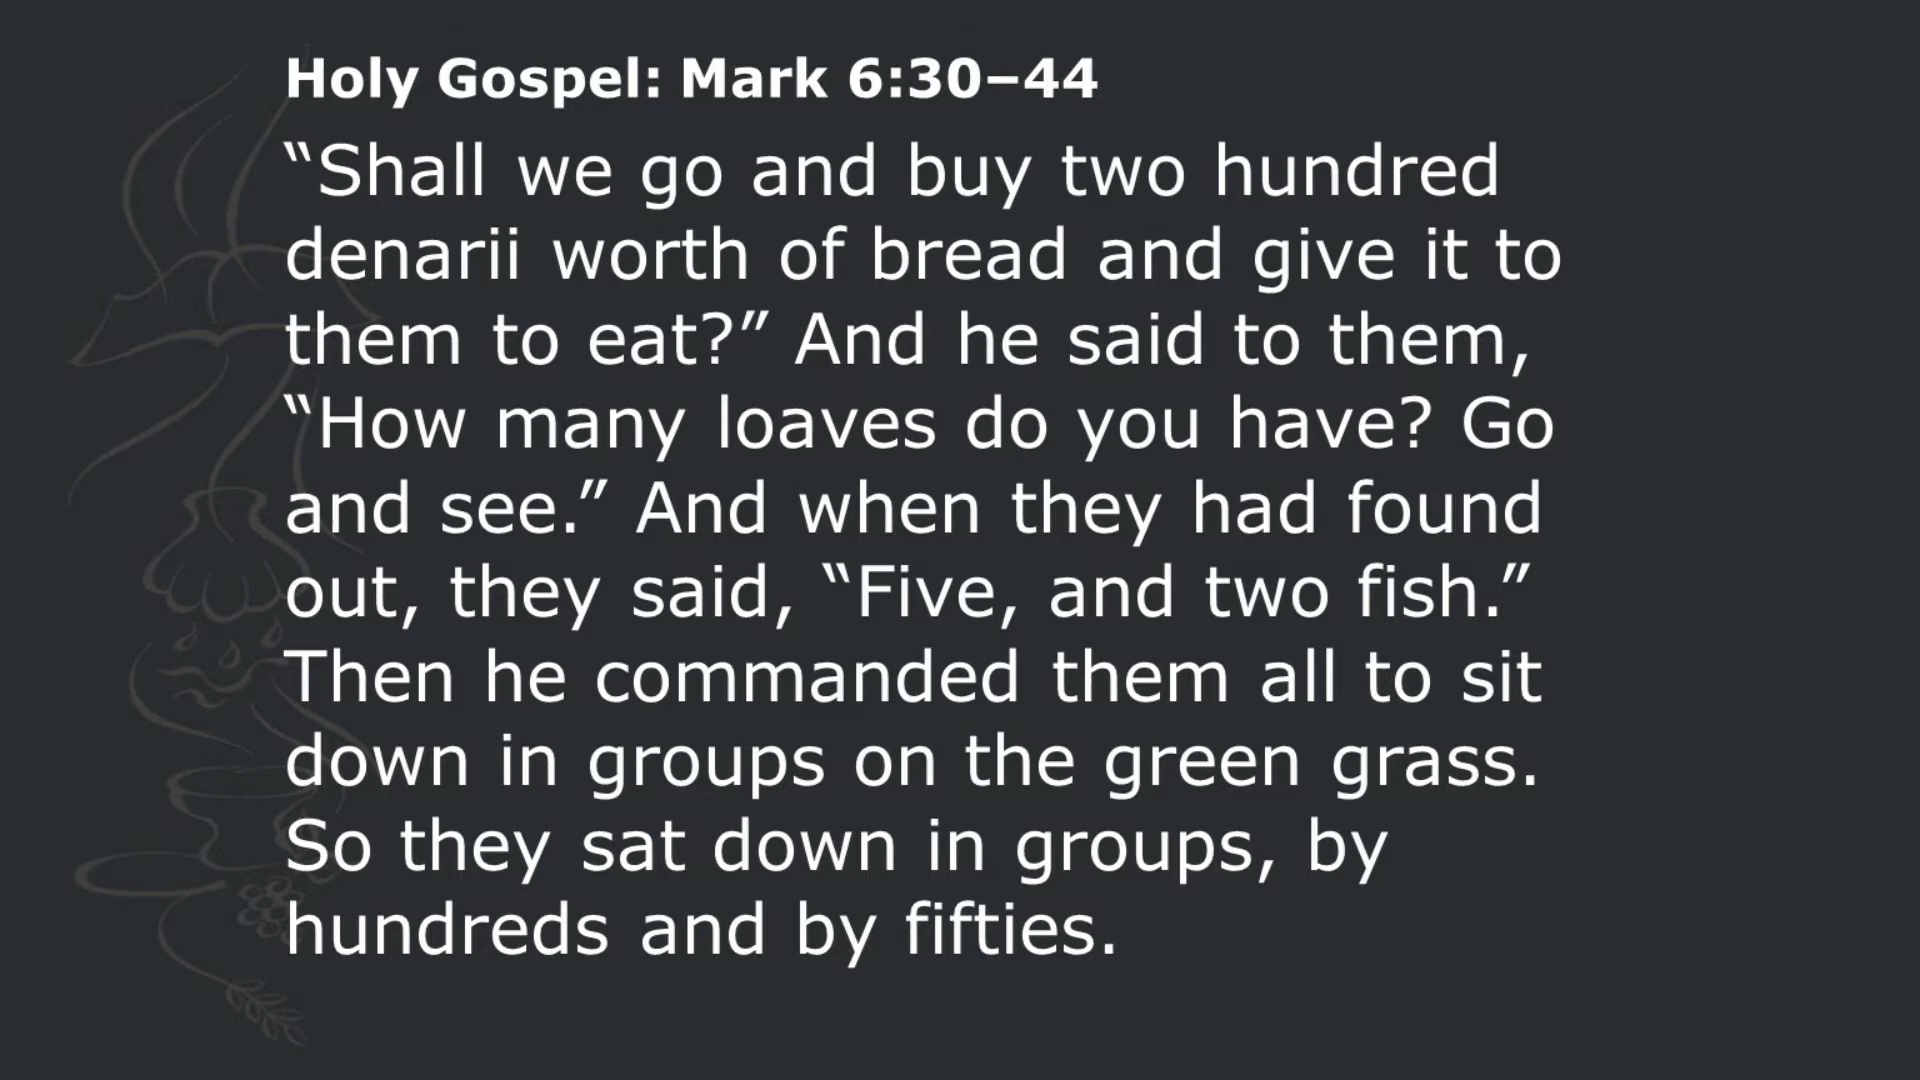 Holy Gospel: Mark 6:30–44
“Shall we go and buy two hundred
denarii worth of bread and give it to
them to eat?” And he said to them,
“How many loaves do you have? Go
and see.” And when they had found
out, they said, “Five, and two fish.”
Then he commanded them all to sit
down in groups on the green grass.
So they sat down in groups, by
hundreds and by fifties.